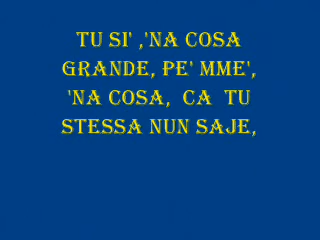 TU SI' ,'NA COSA
GRANDE, PE' MME',
'NA COSA,  CA  TU
STESSA NUN SAJE,